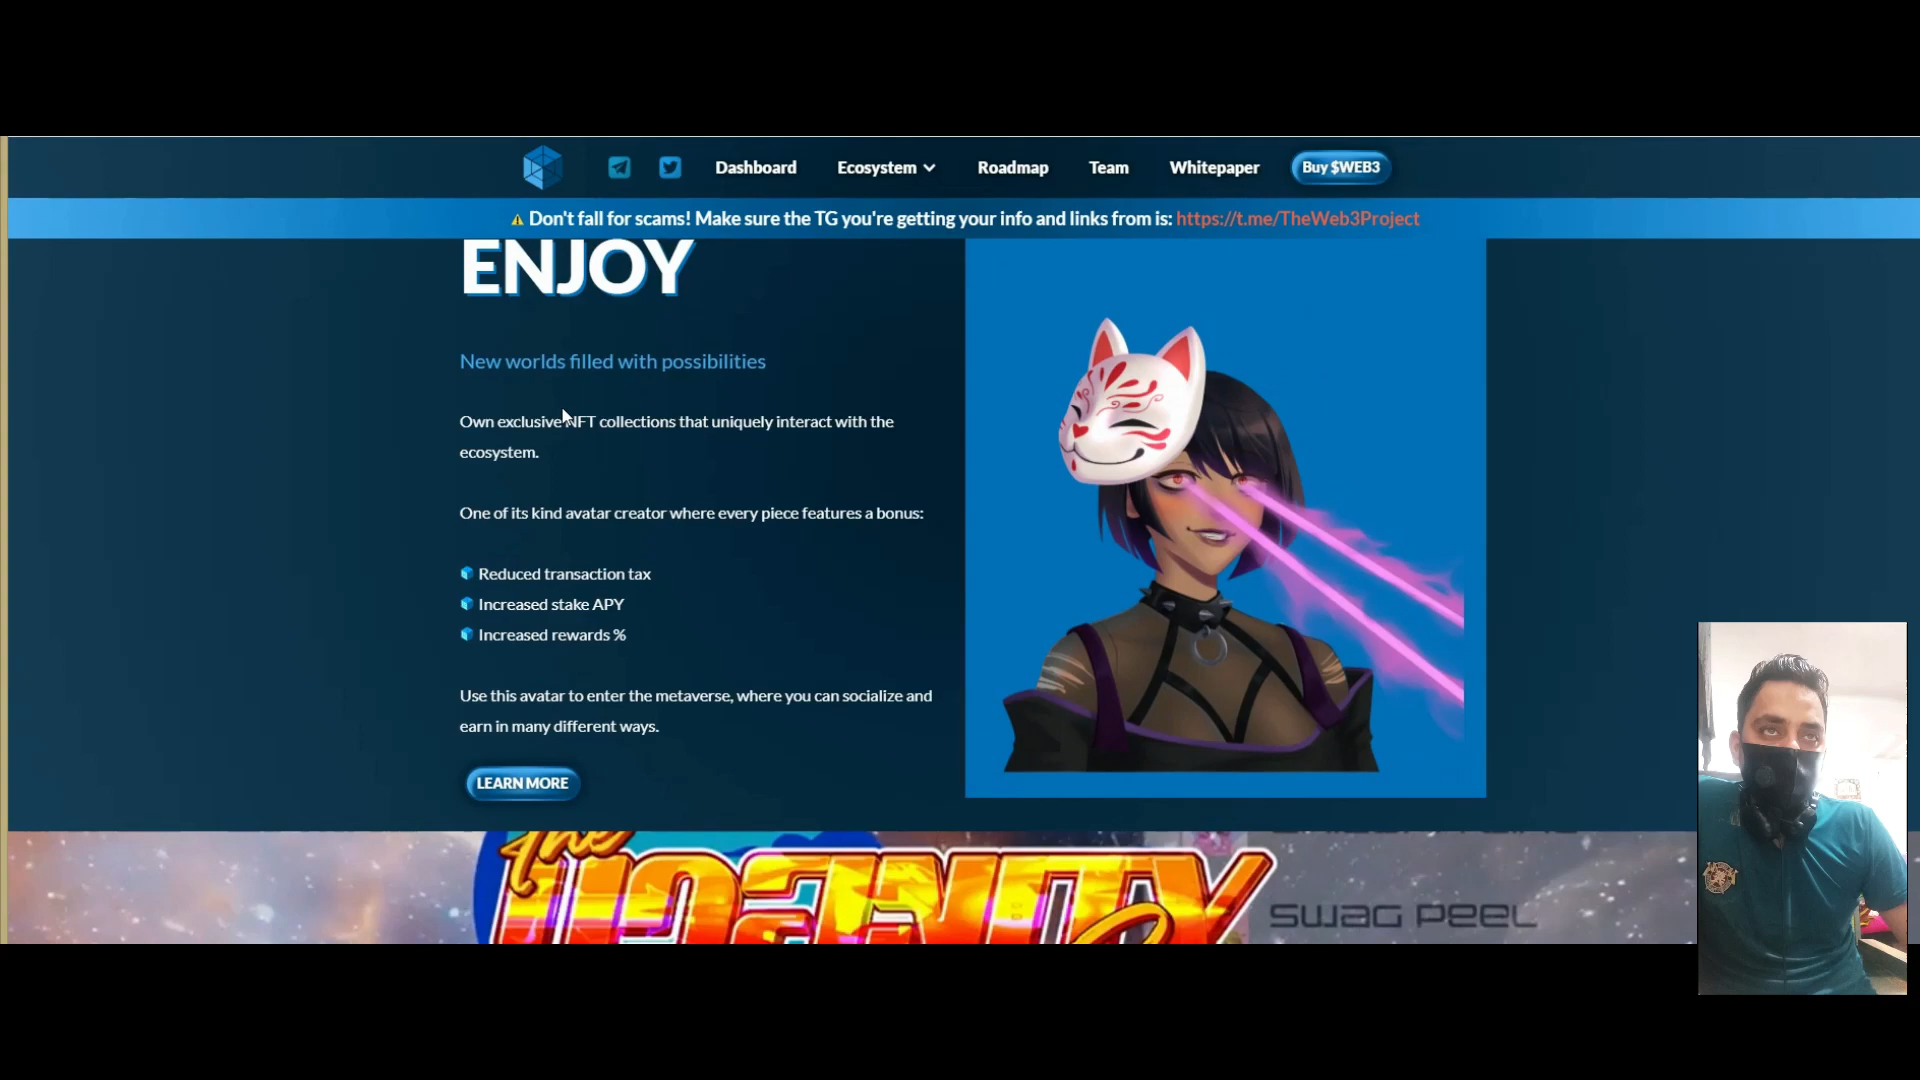 Dashboard Ecosystem Roadmap Team Whitepaper Buy $WEB3
Don't fall for scams! Make sure the TG you're getting your info and links from is: https://t.me/TheWeb3Project
ENJOY
New worlds filled with possibilities
Own exclusive NFT collections that uniquely interact with the
ecosystem.
One of its kind avatar creator where every piece features a bonus:
Reduced transaction tax
Increased stake APY
Increased rewards %
Use this avatar to enter the metaverse, where you can socialize and
earn in many different ways.
LEARN MORE
The
SWAG PEEL